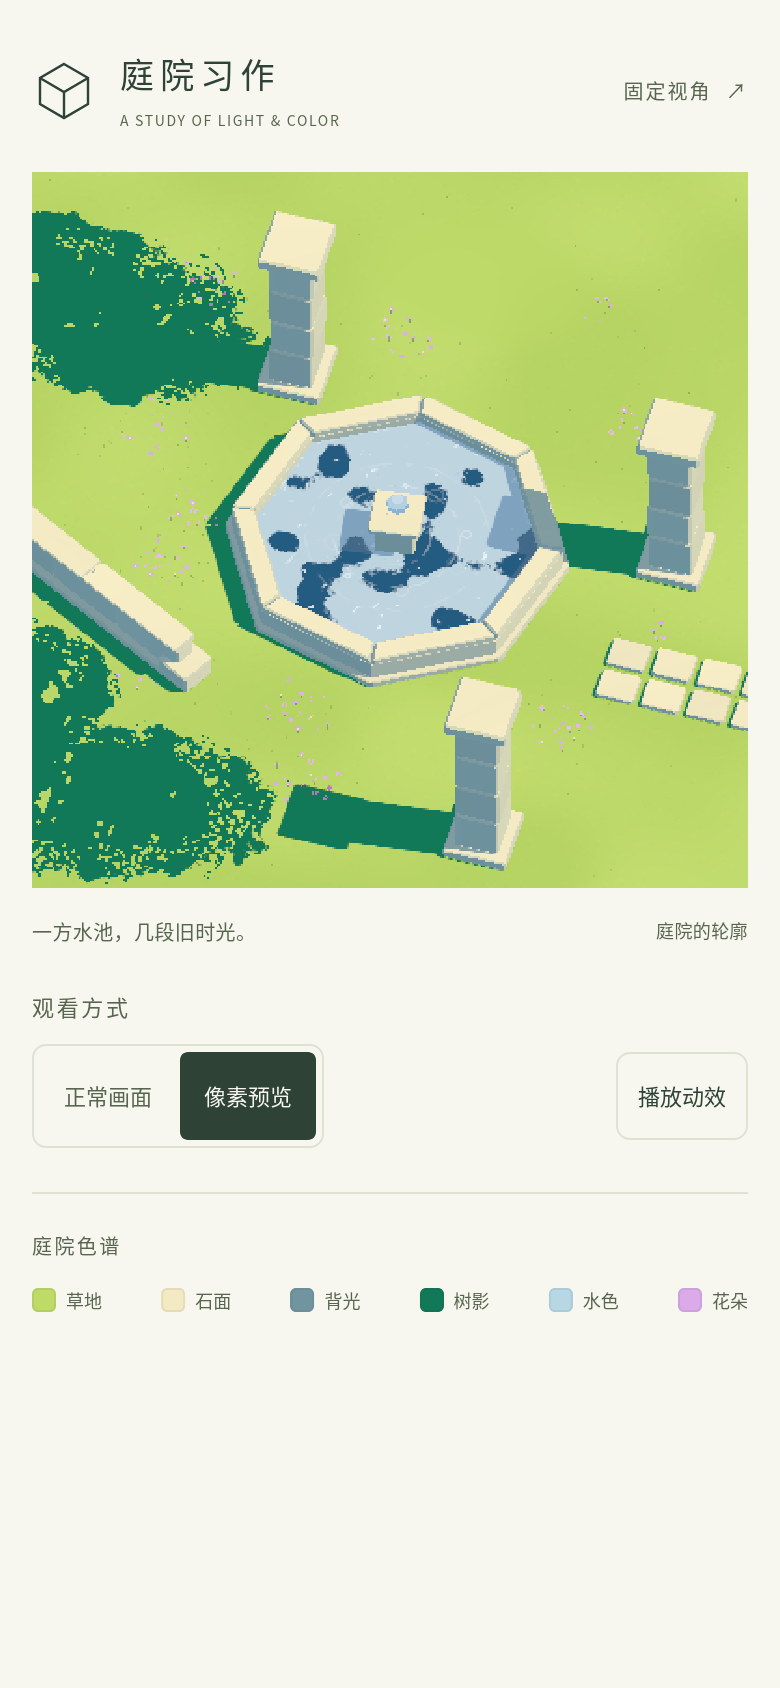 庭院习作
A STUDY OF LIGHT & COLOR
固定视角 ↗
一方水池，几段旧时光。
庭院的轮廓
观看方式
正常画面
像素预览
播放动效
庭院色谱
草地
石面
背光
树影
水色
花朵